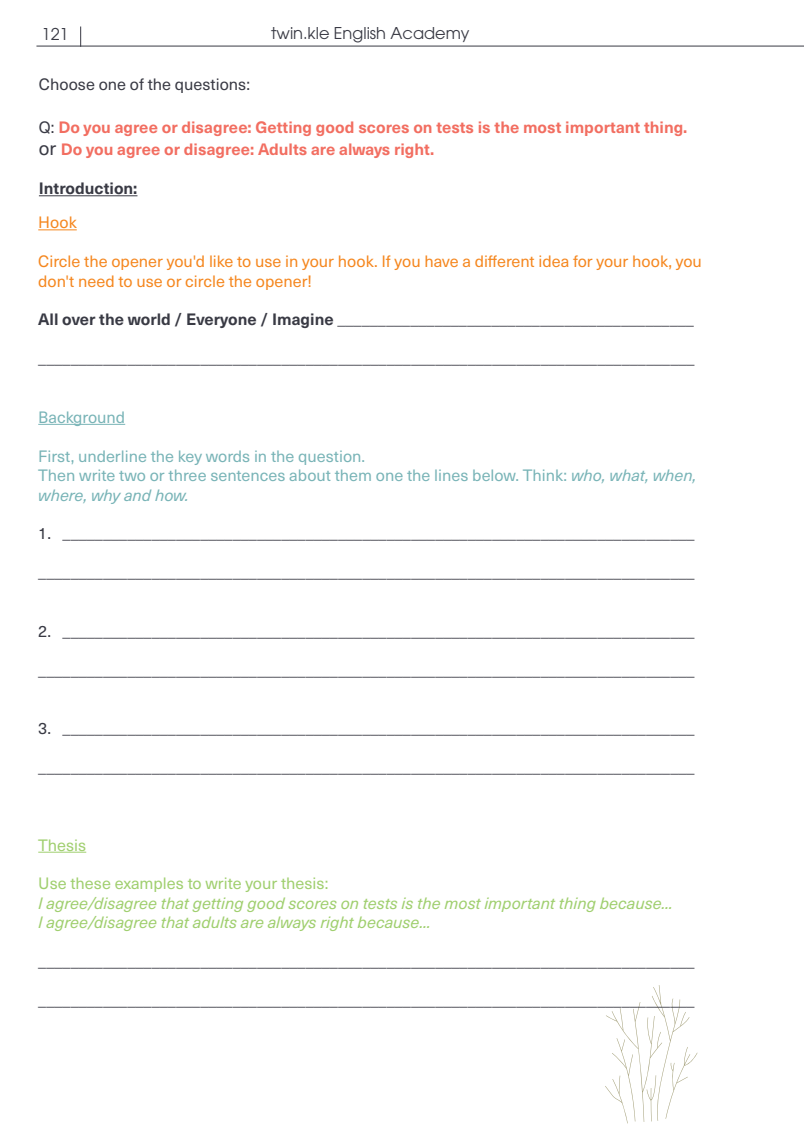 121 | twin.kle English Academy
Choose one of the questions:
Q: Do you agree or disagree: Getting good scores on tests is the most important thing.
or Do you agree or disagree: Adults are always right.
Introduction:
Hook
Circle the opener you'd like to use in your hook. If you have a different idea for your hook, you
don't need to use or circle the opener!
All over the world / Everyone / Imagine
Background
First, underline the key words in the question.
Then write two or three sentences about them one the lines below. Think: who, what, when,
where, why and how.
1.
2.
3.
Thesis
Use these examples to write your thesis:
I agree/disagree that getting good scores on tests is the most important thing because...
I agree/disagree that adults are always right because...